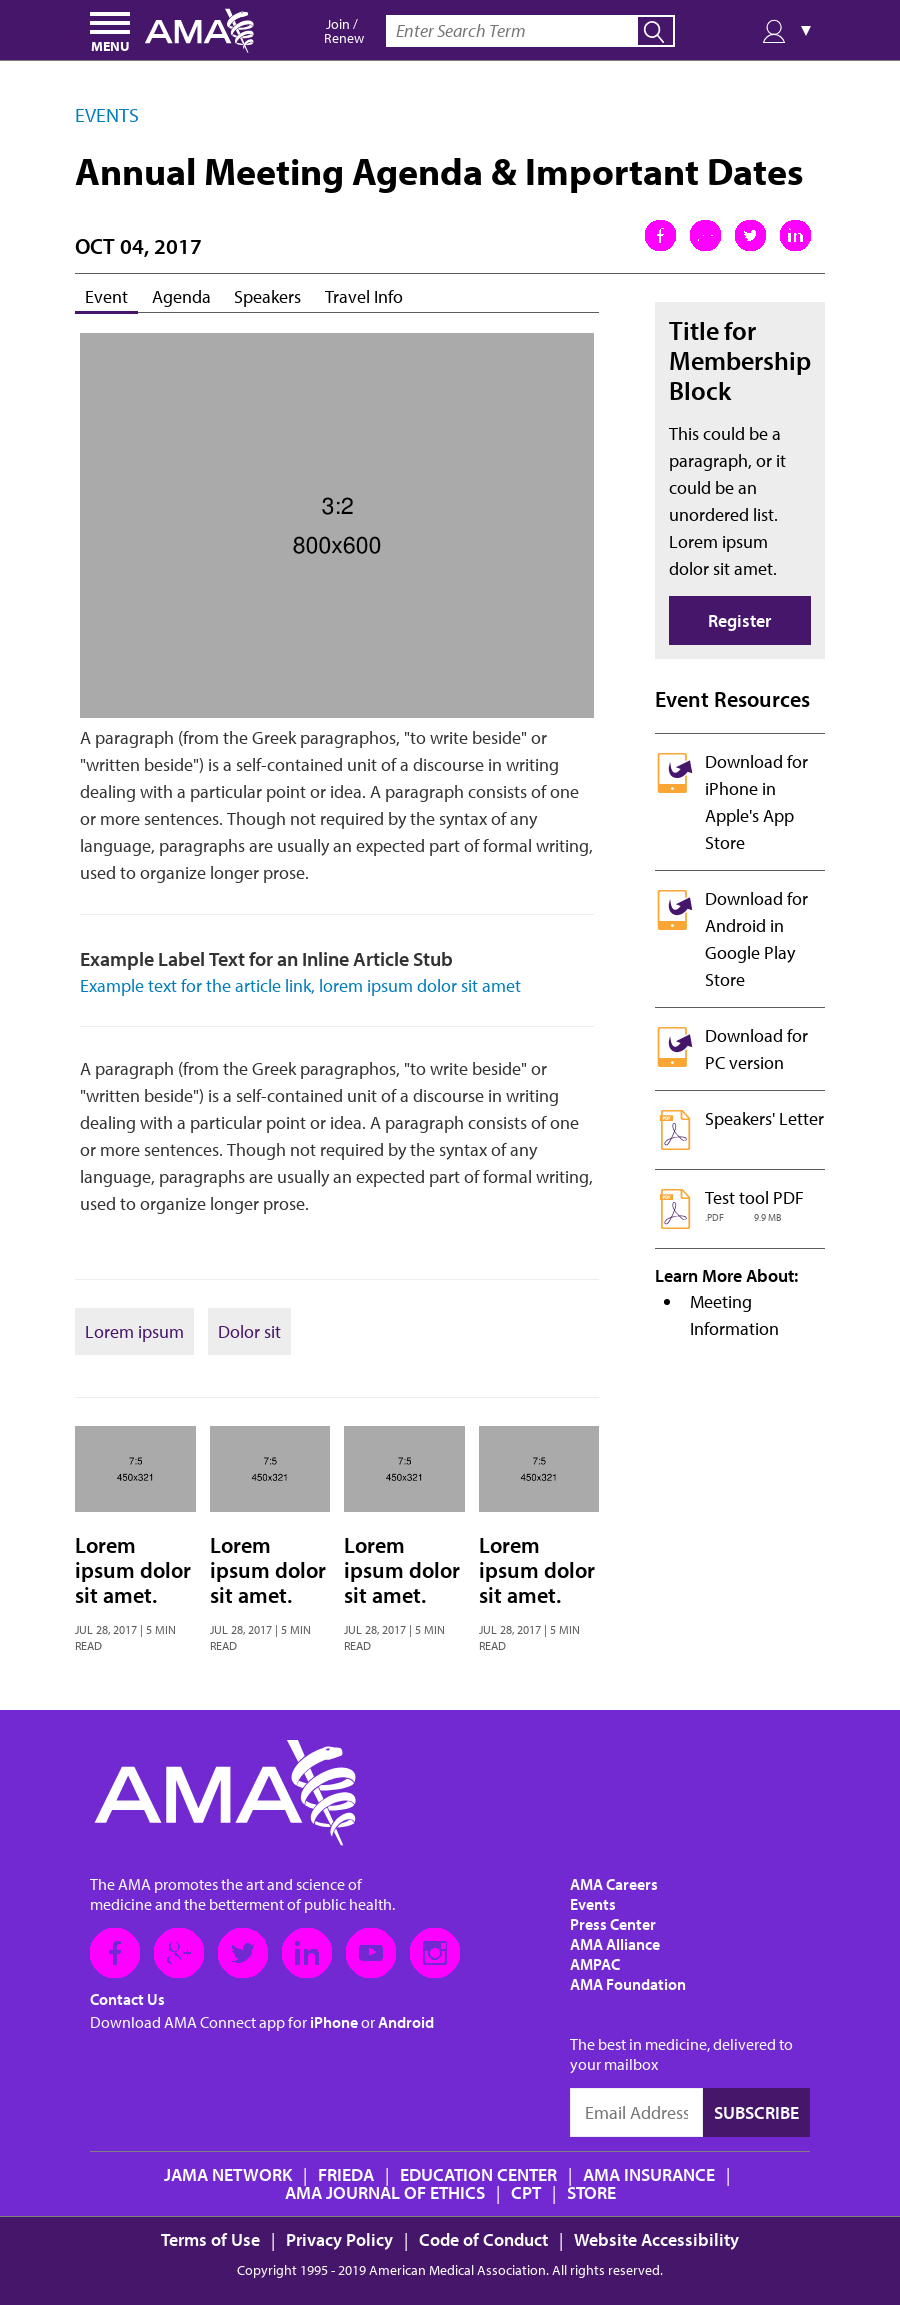 MENU
AMA
Join /
Renew
Enter Search Term
EVENTS
Annual Meeting Agenda & Important Dates
OCT 04, 2017
Event
Agenda
Speakers
Travel Info
3:2
800x600
A paragraph (from the Greek paragraphos, "to write beside" or
"written beside") is a self-contained unit of a discourse in writing
dealing with a particular point or idea. A paragraph consists of one
or more sentences. Though not required by the syntax of any
language, paragraphs are usually an expected part of formal writing,
used to organize longer prose.
Example Label Text for an Inline Article Stub
Example text for the article link, lorem ipsum dolor sit amet
A paragraph (from the Greek paragraphos, "to write beside" or
"written beside") is a self-contained unit of a discourse in writing
dealing with a particular point or idea. A paragraph consists of one
or more sentences. Though not required by the syntax of any
language, paragraphs are usually an expected part of formal writing,
used to organize longer prose.
Title for
Membership
Block
This could be a
paragraph, or it
could be an
unordered list.
Lorem ipsum
dolor sit amet.
Register
Event Resources
Download for
iPhone in
Apple's App
Store
Download for
Android in
Google Play
Store
Download for
PC version
Speakers' Letter
Test tool PDF
.PDF 9.9 MB
Learn More About:
Meeting
Information
Lorem ipsum
Dolor sit
7:5
450x321
Lorem
ipsum dolor
sit amet.
JUL 28, 2017 | 5 MIN
READ
7:5
450x321
Lorem
ipsum dolor
sit amet.
JUL 28, 2017 | 5 MIN
READ
7:5
450x321
Lorem
ipsum dolor
sit amet.
JUL 28, 2017 | 5 MIN
READ
7:5
450x321
Lorem
ipsum dolor
sit amet.
JUL 28, 2017 | 5 MIN
READ
AMA
The AMA promotes the art and science of
medicine and the betterment of public health.
Contact Us
Download AMA Connect app for iPhone or Android
AMA Careers
Events
Press Center
AMA Alliance
AMPAC
AMA Foundation
The best in medicine, delivered to
your mailbox
Email Address
SUBSCRIBE
JAMA NETWORK | FRIEDA | EDUCATION CENTER | AMA INSURANCE |
AMA JOURNAL OF ETHICS | CPT | STORE
Terms of Use | Privacy Policy | Code of Conduct | Website Accessibility
Copyright 1995 - 2019 American Medical Association. All rights reserved.